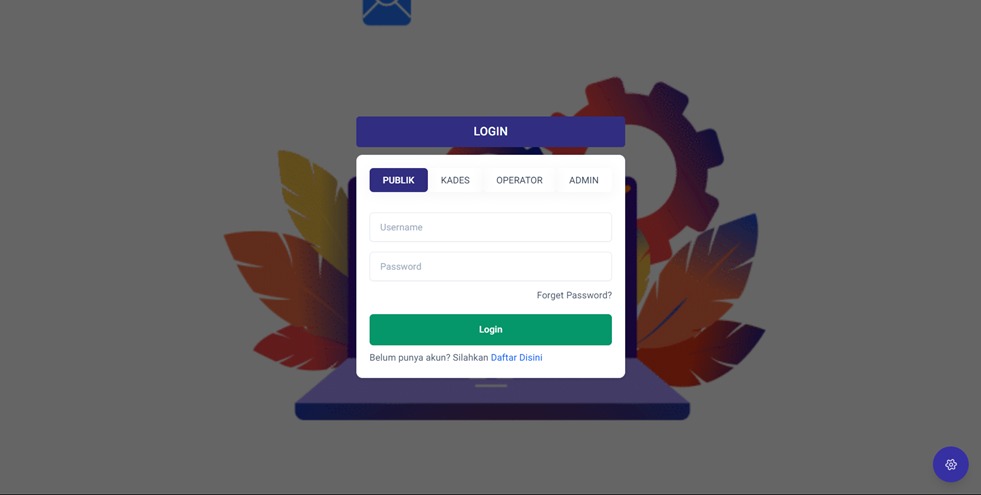 LOGIN
PUBLIK KADES OPERATOR ADMIN
Username
Password
Forget Password?
Login
Belum punya akun? Silahkan Daftar Disini